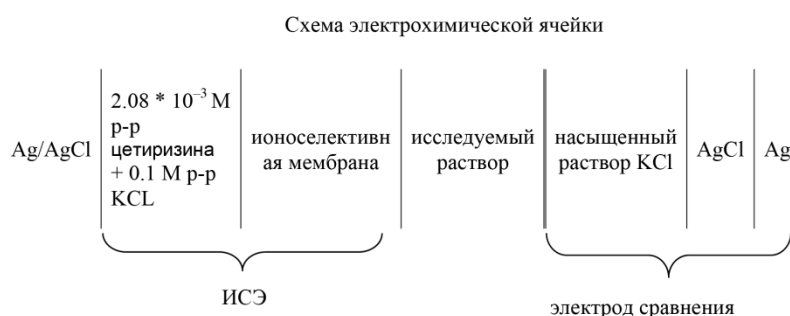 Схема электрохимической ячейки
Ag/AgCl
2.08 * 10–3 М
р-р
цетиризина
+ 0.1 М р-р
KCL
ионоселективн
ая мембрана
исследуемый
раствор
насыщенный
раствор KCl
AgCl
Ag
ИСЭ
электрод сравнения